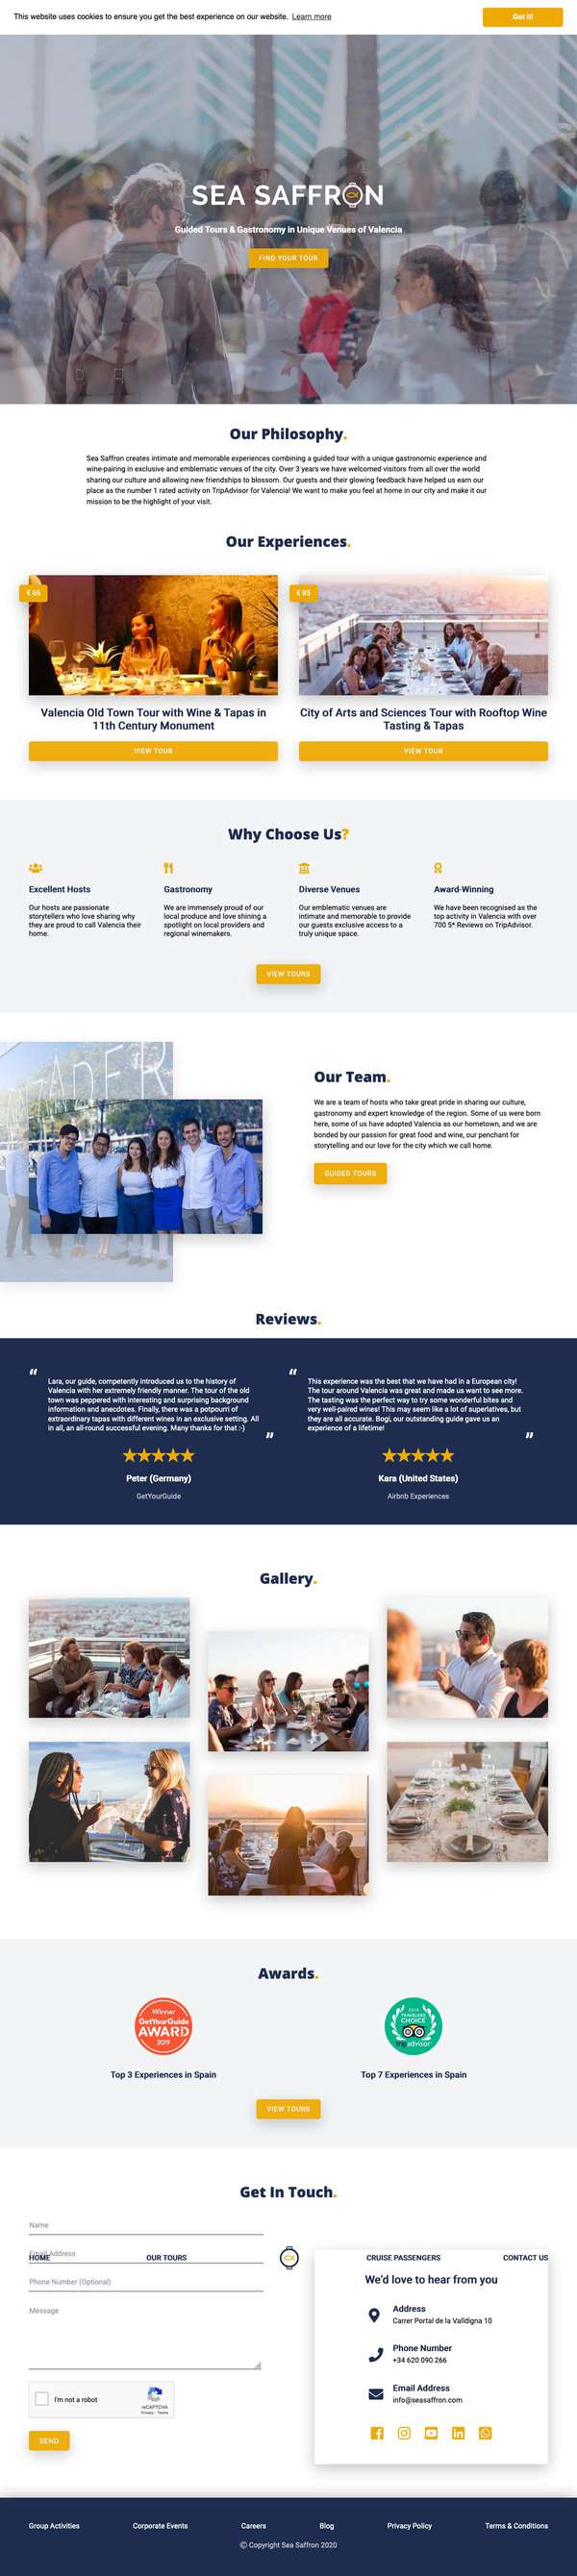 This website uses cookies to ensure you get the best experience on our website. Learn more
Got it!
SEA SAFFRON
Guided Tours & Gastronomy in Unique Venues of Valencia
FIND YOUR TOUR
Our Philosophy.
Sea Saffron creates intimate and memorable experiences combining a guided tour with a unique gastronomic experience and
wine-pairing in exclusive and emblematic venues of the city. Over 3 years we have welcomed visitors from all over the world
sharing our culture and allowing new friendships to blossom. Our guests and their glowing feedback have helped us earn our
place as the number 1 rated activity on TripAdvisor for Valencia! We want to make you feel at home in our city and make it our
mission to be the highlight of your visit.
Our Experiences.
€ 65
€ 85
Valencia Old Town Tour with Wine & Tapas in
11th Century Monument
VIEW TOUR
City of Arts and Sciences Tour with Rooftop Wine
Tasting & Tapas
VIEW TOUR
Why Choose Us?
Excellent Hosts
Our hosts are passionate
storytellers who love sharing why
they are proud to call Valencia their
home.
Gastronomy
We are immensely proud of our
local produce and love shining a
spotlight on local providers and
regional winemakers.
Diverse Venues
Our emblematic venues are
intimate and memorable to provide
our guests exclusive access to a
truly unique space.
Award-Winning
We have been recognised as the
top activity in Valencia with over
700 5* Reviews on TripAdvisor.
VIEW TOURS
Our Team.
We are a team of hosts who take great pride in sharing our culture,
gastronomy and expert knowledge of the region. Some of us were born
here, some of us have adopted Valencia as our hometown, and we are
bonded by our passion for great food and wine, our penchant for
storytelling and our love for the city which we call home.
GUIDED TOURS
Reviews.
“
Lara, our guide, competently introduced us to the history of
Valencia with her extremely friendly manner. The tour of the old
town was peppered with interesting and surprising background
information and anecdotes. Finally, there was a potpourri of
extraordinary tapas with different wines in an exclusive setting. All
in all, an all-round successful evening. Many thanks for that :-)
”
Peter (Germany)
GetYourGuide
“
This experience was the best that we have had in a European city!
The tour around Valencia was great and made us want to see more.
The tasting was the perfect way to try some wonderful bites and
very well-paired wines! This may seem like a lot of superlatives, but
they are all accurate. Bogi, our outstanding guide gave us an
experience of a lifetime!
”
Kara (United States)
Airbnb Experiences
Gallery.
Awards.
Winner
GetYourGuide
AWARD
2019
2019
TRAVELERS'
CHOICE
tripadvisor
Top 3 Experiences in Spain
Top 7 Experiences in Spain
VIEW TOURS
Get In Touch.
Name
Email Address
HOME
OUR TOURS
CRUISE PASSENGERS
CONTACT US
Phone Number (Optional)
Message
I'm not a robot
reCAPTCHA
Privacy - Terms
SEND
We'd love to hear from you
Address
Carrer Portal de la Valldigna 10
Phone Number
+34 620 090 266
Email Address
info@seasaffron.com
Group Activities
Corporate Events
Careers
Blog
Privacy Policy
Terms & Conditions
© Copyright Sea Saffron 2020